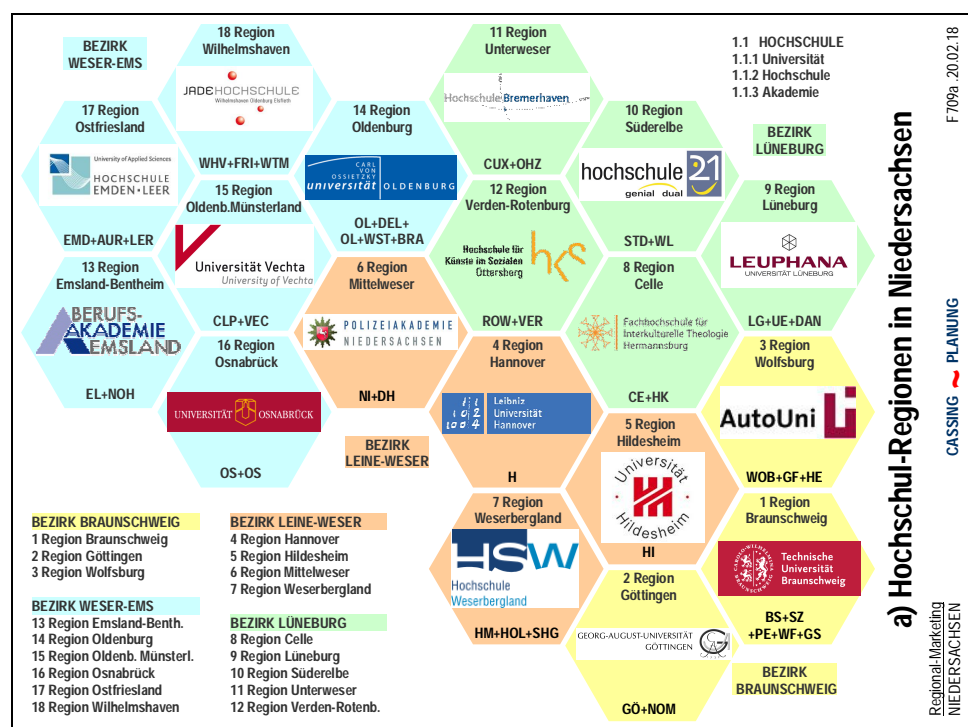 BEZIRK
WESER-EMS
18 Region
Wilhelmshaven
JADEHOCHSCHULE
Wilhelmshaven Oldenburg Elsfleth
WHV+FRI+WTM
11 Region
Unterweser
Hochschule Bremerhaven
CUX+OHZ
1.1 HOCHSCHULE
1.1.1 Universität
1.1.2 Hochschule
1.1.3 Akademie
17 Region
Ostfriesland
University of Applied Sciences
HOCHSCHULE
EMDEN•LEER
EMD+AUR+LER
14 Region
Oldenburg
CARL
VON
OSSIETZKY
universität OLDENBURG
OL+DEL+
OL+WST+BRA
10 Region
Süderelbe
hochschule 21
genial dual
STD+WL
BEZIRK
LÜNEBURG
15 Region
Oldenb.Münsterland
Universität Vechta
University of Vechta
CLP+VEC
12 Region
Verden-Rotenburg
Hochschule für
Künste im Sozialen
Ottersberg
hks
ROW+VER
9 Region
Lüneburg
LEUPHANA
UNIVERSITÄT LÜNEBURG
LG+UE+DAN
13 Region
Emsland-Bentheim
BERUFS-
AKADEMIE
EMSLAND
EL+NOH
6 Region
Mittelweser
POLIZEIAKADEMIE
NIEDERSACHSEN
NI+DH
8 Region
Celle
Fachhochschule für
Interkulturelle Theologie
Hermannsburg
CE+HK
16 Region
Osnabrück
UNIVERSITÄT OSNABRÜCK
OS+OS
4 Region
Hannover
Leibniz
Universität
Hannover
H
3 Region
Wolfsburg
AutoUni
WOB+GF+HE
BEZIRK
LEINE-WESER
5 Region
Hildesheim
Universität
Hildesheim
HI
7 Region
Weserbergland
HSW
Hochschule
Weserbergland
HM+HOL+SHG
1 Region
Braunschweig
CAROLO-WILHELMINA
BRAUNSCHWEIG
Technische
Universität
Braunschweig
BS+SZ
+PE+WF+GS
2 Region
Göttingen
GEORG-AUGUST-UNIVERSITÄT
GÖTTINGEN
GÖ+NOM
BEZIRK
BRAUNSCHWEIG
BEZIRK BRAUNSCHWEIG
1 Region Braunschweig
2 Region Göttingen
3 Region Wolfsburg
BEZIRK WESER-EMS
13 Region Emsland-Benth.
14 Region Oldenburg
15 Region Oldenb. Münsterl.
16 Region Osnabrück
17 Region Ostfriesland
18 Region Wilhelmshaven
BEZIRK LEINE-WESER
4 Region Hannover
5 Region Hildesheim
6 Region Mittelweser
7 Region Weserbergland
BEZIRK LÜNEBURG
8 Region Celle
9 Region Lüneburg
10 Region Süderelbe
11 Region Unterweser
12 Region Verden-Rotenb.
a) Hochschul-Regionen in Niedersachsen
F 709a .20.02.18
CASSING ~ PLANUNG
Regional-Marketing
NIEDERSACHSEN